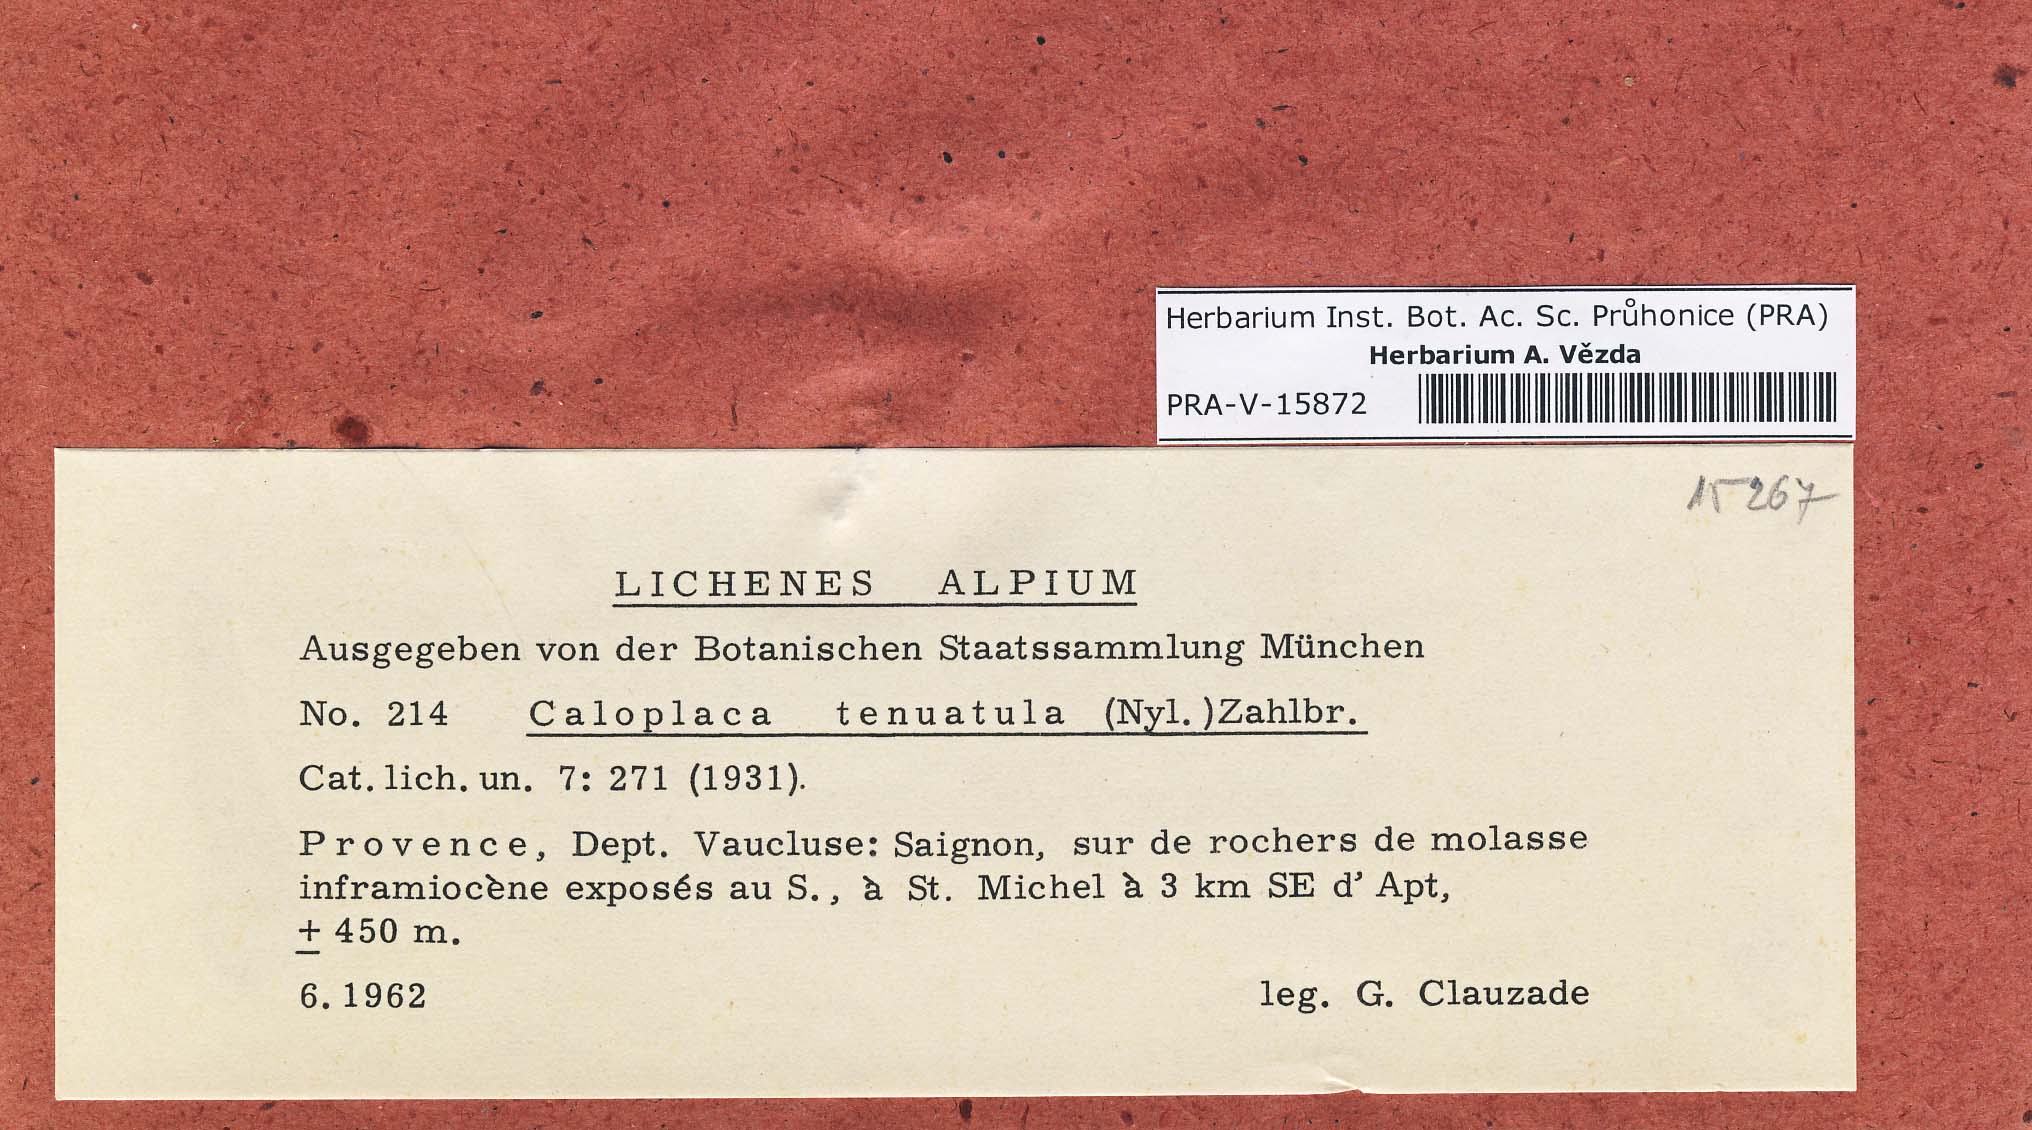 Herbarium Inst. Bot. Ac. Sc. Průhonice (PRA)
Herbarium A. Vězda
PRA-V-15872
15267
LICHENES ALPIUM
Ausgegeben von der Botanischen Staatssammlung München
No. 214 Caloplaca tenuatula (Nyl.)Zahlbr.
Cat. lich. un. 7: 271 (1931).
Provence, Dept. Vaucluse: Saignon, sur de rochers de molasse
inframiocène exposés au S., à St. Michel à 3 km SE d' Apt,
± 450 m.
6. 1962 leg. G. Clauzade